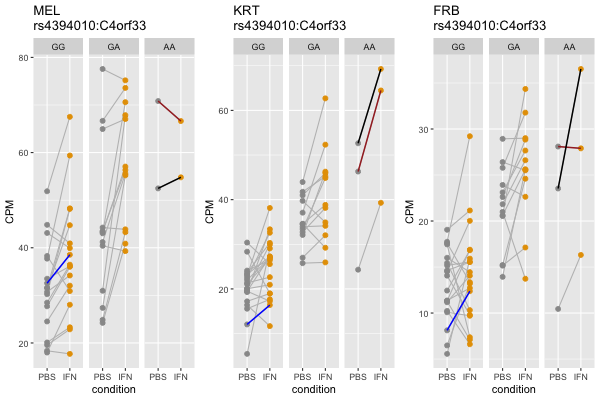 MEL
rs4394010:C4orf33
GG GA AA
CPM
80
60
40
20
PBS IFN PBS IFN PBS IFN
condition
KRT
rs4394010:C4orf33
GG GA AA
CPM
60
40
20
PBS IFN PBS IFN PBS IFN
condition
FRB
rs4394010:C4orf33
GG GA AA
CPM
30
20
10
PBS IFN PBS IFN PBS IFN
condition